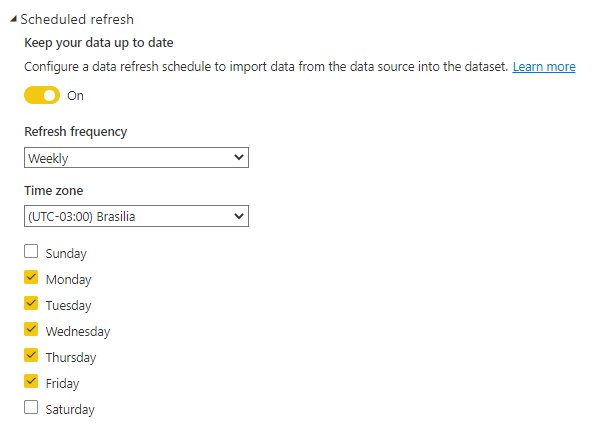 Scheduled refresh
Keep your data up to date
Configure a data refresh schedule to import data from the data source into the dataset. Learn more
On
Refresh frequency
Weekly
Time zone
(UTC-03:00) Brasilia
Sunday
Monday
Tuesday
Wednesday
Thursday
Friday
Saturday